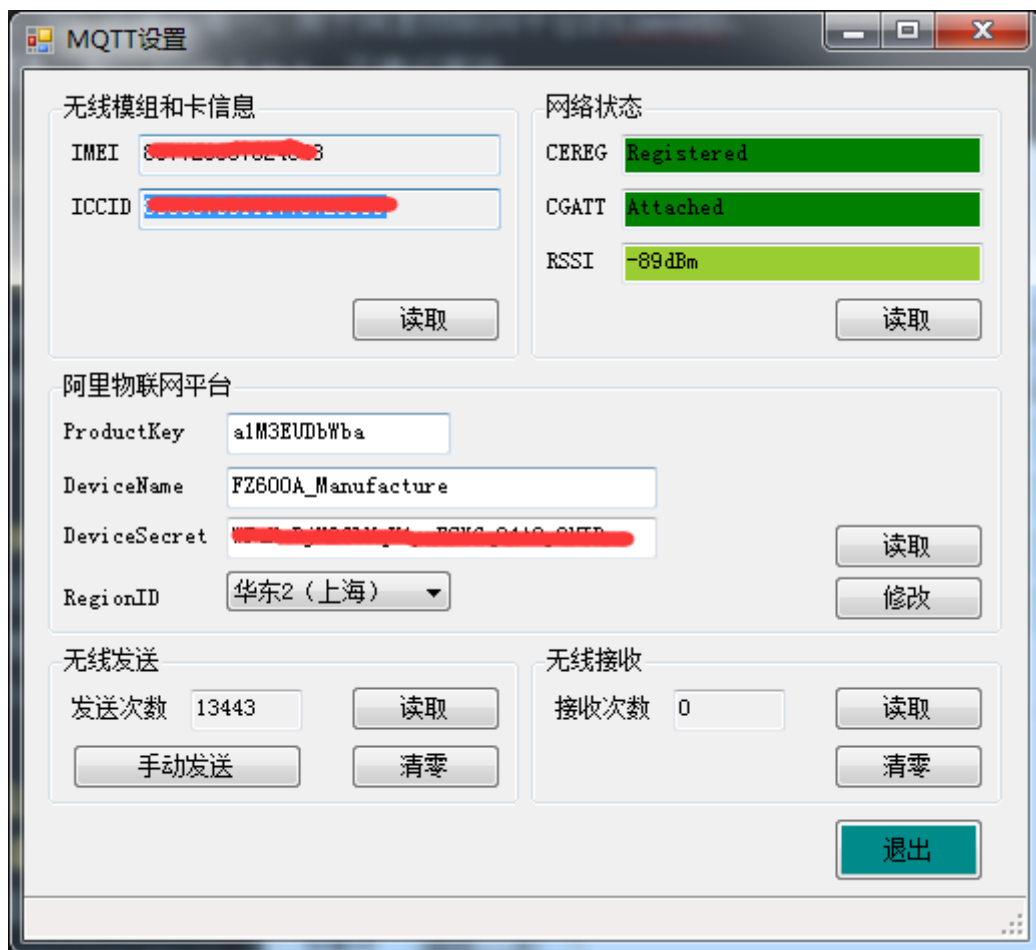 MQTT设置
无线模组和卡信息
IMEI
ICCID
读取
网络状态
CEREG Registered
CGATT Attached
RSSI -89dBm
读取
阿里物联网平台
ProductKey a1M3EUDbWba
DeviceName FZ600A_Manufacture
DeviceSecret
读取
RegionID 华东2（上海）
修改
无线发送
发送次数 13443 读取
手动发送 清零
无线接收
接收次数 0 读取
清零
退出